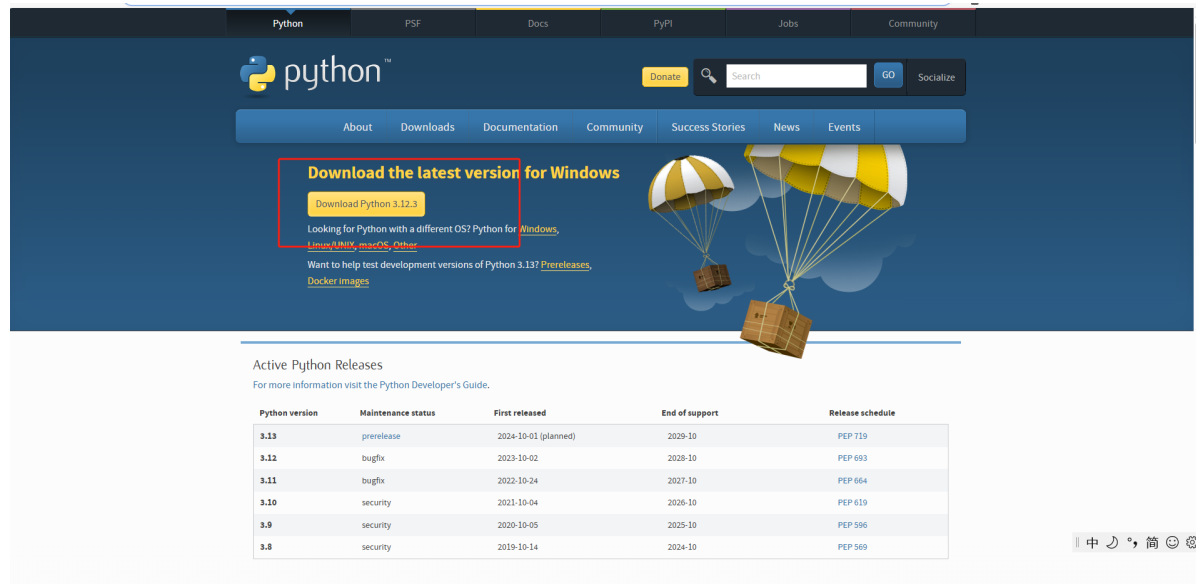 Python PSF Docs PyPI Jobs Community
python™
Donate Search GO Socialize
About Downloads Documentation Community Success Stories News Events
Download the latest version for Windows
Download Python 3.12.3
Looking for Python with a different OS? Python for Windows,
Linux/UNIX, macOS, Other
Want to help test development versions of Python 3.13? Prereleases,
Docker images
Active Python Releases
For more information visit the Python Developer's Guide.
Python version Maintenance status First released End of support Release schedule
3.13 prerelease 2024-10-01 (planned) 2029-10 PEP 719
3.12 bugfix 2023-10-02 2028-10 PEP 693
3.11 bugfix 2022-10-24 2027-10 PEP 664
3.10 security 2021-10-04 2026-10 PEP 619
3.9 security 2020-10-05 2025-10 PEP 596
3.8 security 2019-10-14 2024-10 PEP 569
中 简